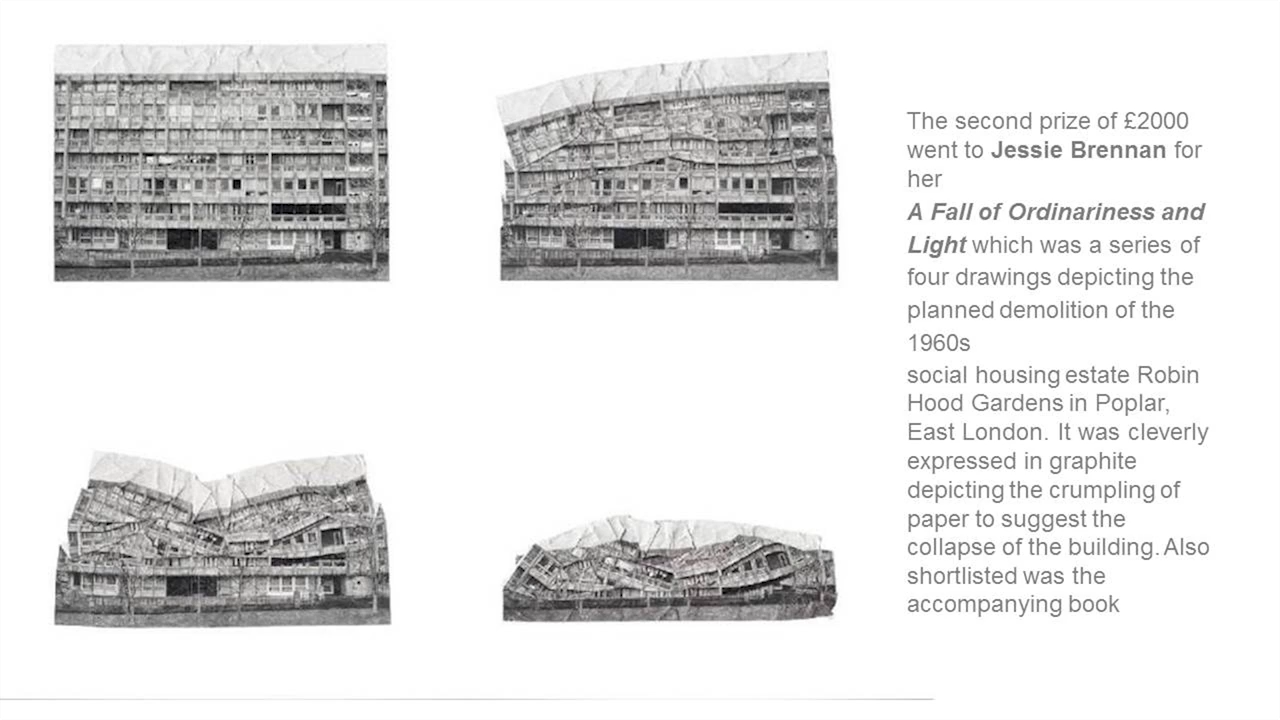 The second prize of £2000
went to Jessie Brennan for
her
A Fall of Ordinariness and
Light which was a series of
four drawings depicting the
planned demolition of the
1960s
social housing estate Robin
Hood Gardens in Poplar,
East London. It was cleverly
expressed in graphite
depicting the crumpling of
paper to suggest the
collapse of the building. Also
shortlisted was the
accompanying book